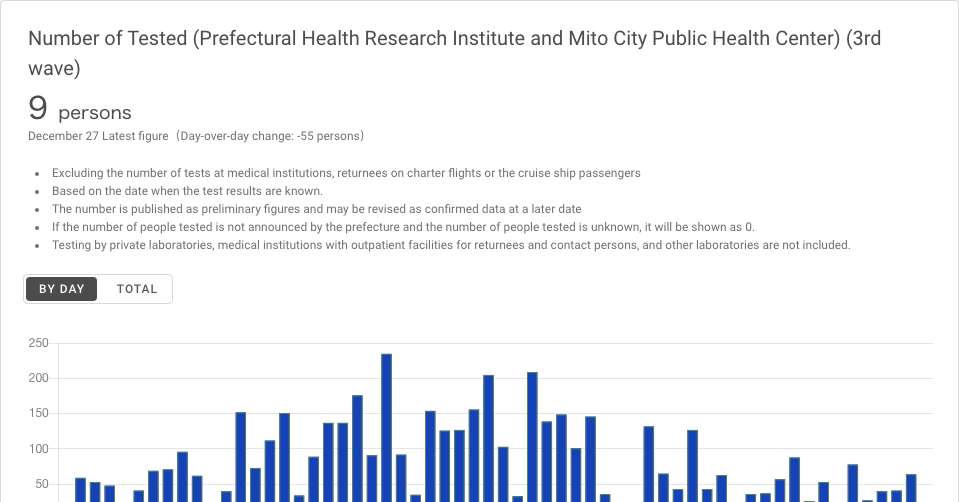 Number of Tested (Prefectural Health Research Institute and Mito City Public Health Center) (3rd
wave)
9 persons
December 27 Latest figure（Day-over-day change: -55 persons）
• Excluding the number of tests at medical institutions, returnees on charter flights or the cruise ship passengers
• Based on the date when the test results are known.
• The number is published as preliminary figures and may be revised as confirmed data at a later date
• If the number of people tested is not announced by the prefecture and the number of people tested is unknown, it will be shown as 0.
• Testing by private laboratories, medical institutions with outpatient facilities for returnees and contact persons, and other laboratories are not included.
BY DAY TOTAL
250
200
150
100
50